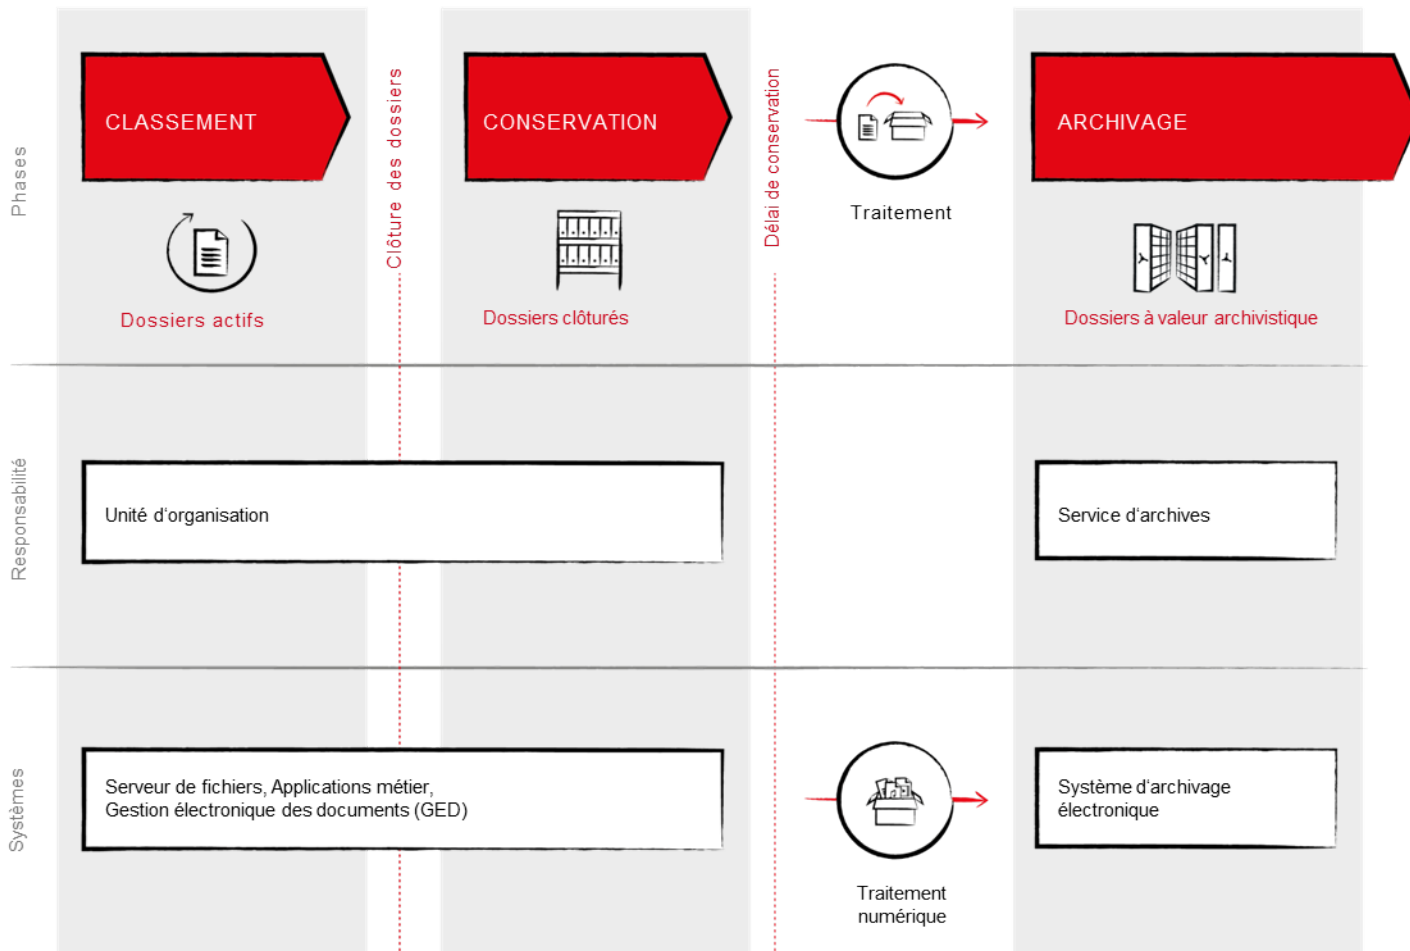 Phases
CLASSEMENT
Clôture des dossiers
CONSERVATION
Délai de conservation
Traitement
ARCHIVAGE
Dossiers actifs
Dossiers clôturés
Dossiers à valeur archivistique
Responsabilité
Unité d‘organisation
Service d‘archives
Systèmes
Serveur de fichiers, Applications métier,
Gestion électronique des documents (GED)
Traitement
numérique
Système d‘archivage
électronique